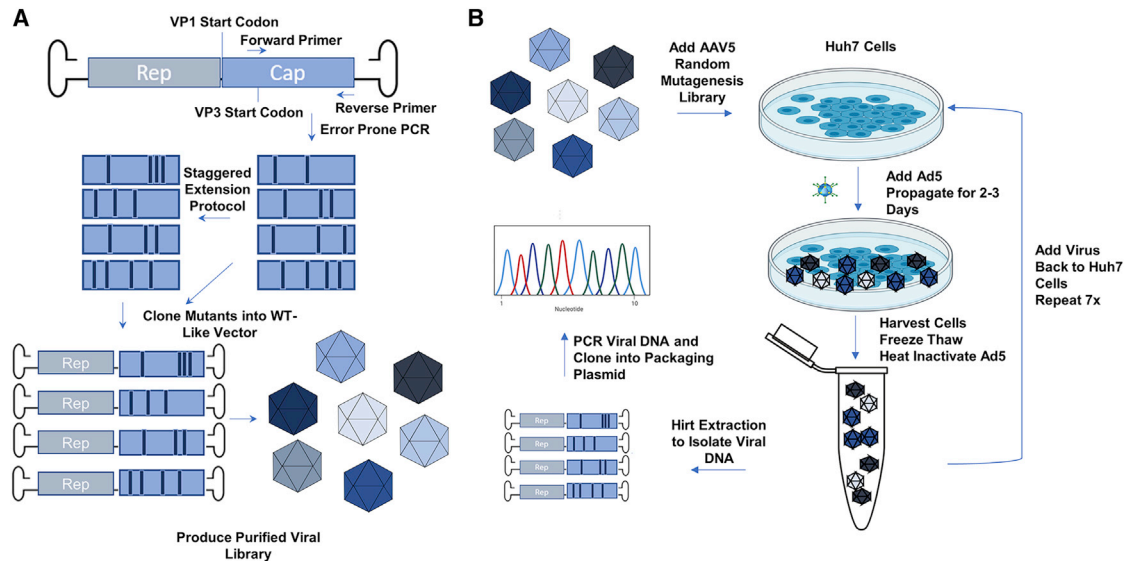 A
VP1 Start Codon
Forward Primer
Rep
Cap
VP3 Start Codon
Reverse Primer
Error Prone PCR
Staggered
Extension
Protocol
Clone Mutants into WT-
Like Vector
Rep
Rep
Rep
Rep
Produce Purified Viral
Library
B
Add AAV5
Random
Mutagenesis
Library
Huh7 Cells
Add Ad5
Propagate for 2-3
Days
Add Virus
Back to Huh7
Cells
Repeat 7x
Harvest Cells
Freeze Thaw
Heat Inactivate Ad5
Hirt Extraction
to Isolate Viral
DNA
Rep
Rep
Rep
Rep
PCR Viral DNA and
Clone into Packaging
Plasmid
1
10
Nucleotide